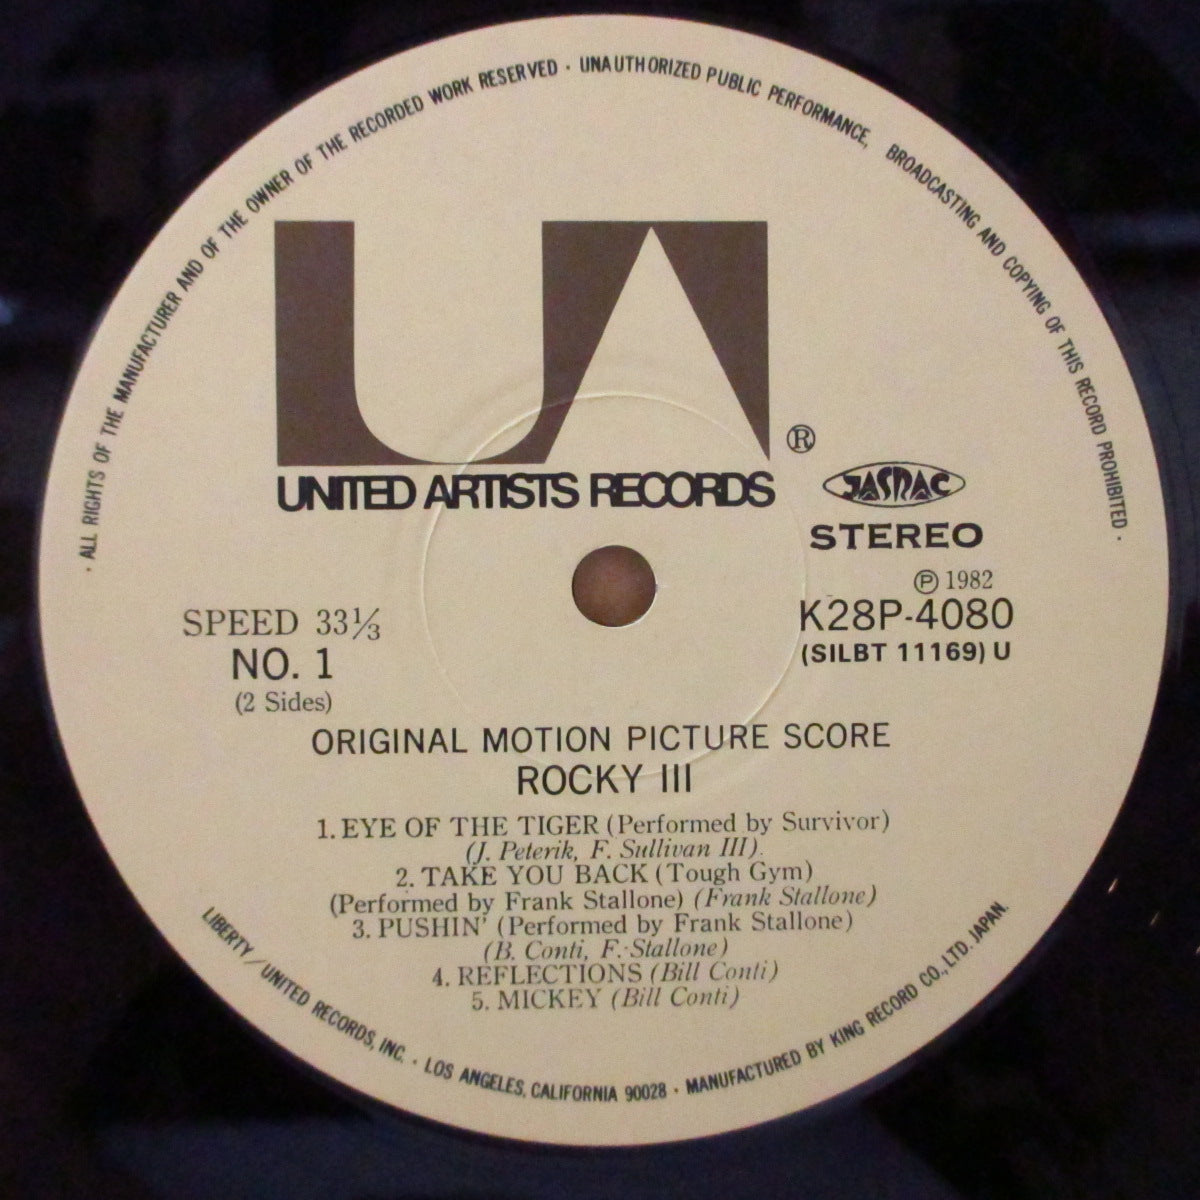 · ALL RIGHTS OF THE MANUFACTURER AND OF THE OWNER OF THE RECORDED WORK RESERVED · UNAUTHORIZED PUBLIC PERFORMANCE, BROADCASTING AND COPYING OF THIS RECORD PROHIBITED ·
UA
®
UNITED ARTISTS RECORDS
JASRAC
STEREO
℗ 1982
K28P-4080
(SILBT 11169) U
SPEED 33⅓
NO. 1
(2 Sides)
ORIGINAL MOTION PICTURE SCORE
ROCKY III
1. EYE OF THE TIGER (Performed by Survivor)
(J. Peterik, F. Sullivan III).
2. TAKE YOU BACK (Tough Gym)
(Performed by Frank Stallone) (Frank Stallone)
3. PUSHIN' (Performed by Frank Stallone)
(B. Conti, F. Stallone)
4. REFLECTIONS (Bill Conti)
5. MICKEY (Bill Conti)
LIBERTY / UNITED RECORDS, INC. · LOS ANGELES, CALIFORNIA 90028 · MANUFACTURED BY KING RECORD CO., LTD. JAPAN.